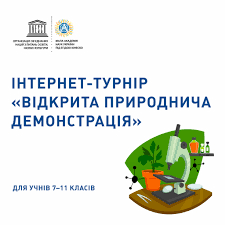 ІНТЕРНЕТ-ТУРНІР
«ВІДКРИТА ПРИРОДНИЧА
ДЕМОНСТРАЦІЯ»
ДЛЯ УЧНІВ 7–11 КЛАСІВ